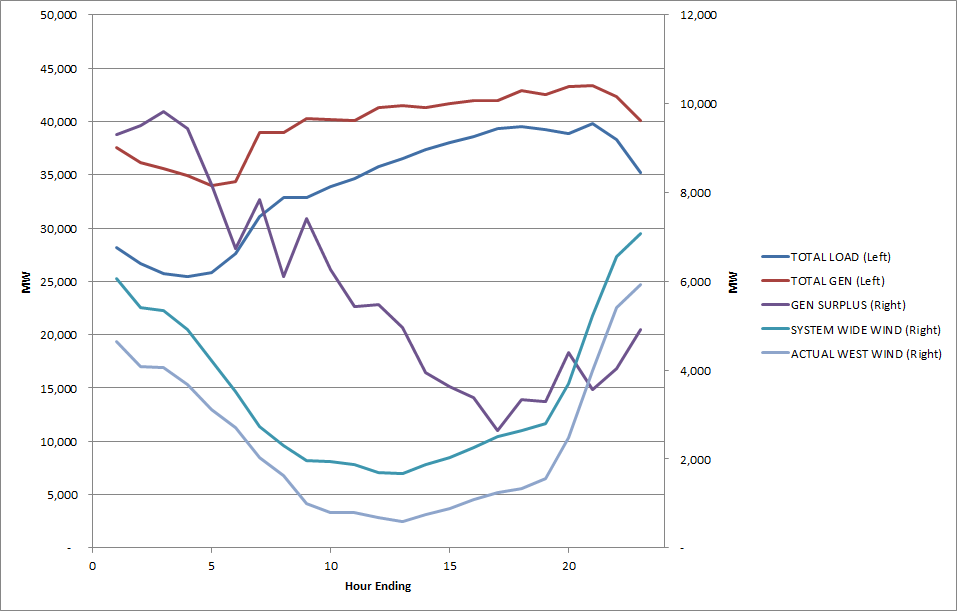 50,000
45,000
40,000
35,000
30,000
25,000
20,000
15,000
10,000
5,000
-
MW
12,000
10,000
8,000
6,000
4,000
2,000
-
MW
0 5 10 15 20
Hour Ending
TOTAL LOAD (Left)
TOTAL GEN (Left)
GEN SURPLUS (Right)
SYSTEM WIDE WIND (Right)
ACTUAL WEST WIND (Right)